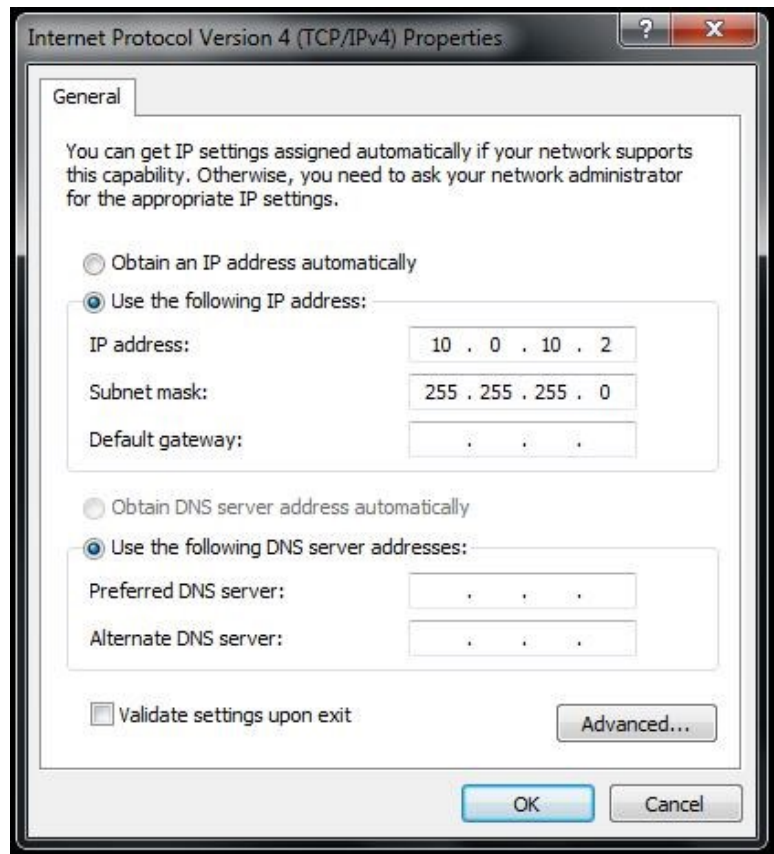 Internet Protocol Version 4 (TCP/IPv4) Properties
General
You can get IP settings assigned automatically if your network supports
this capability. Otherwise, you need to ask your network administrator
for the appropriate IP settings.
Obtain an IP address automatically
Use the following IP address:
IP address: 10 . 0 . 10 . 2
Subnet mask: 255 . 255 . 255 . 0
Default gateway: . . .
Obtain DNS server address automatically
Use the following DNS server addresses:
Preferred DNS server: . . .
Alternate DNS server: . . .
Validate settings upon exit
Advanced...
OK Cancel